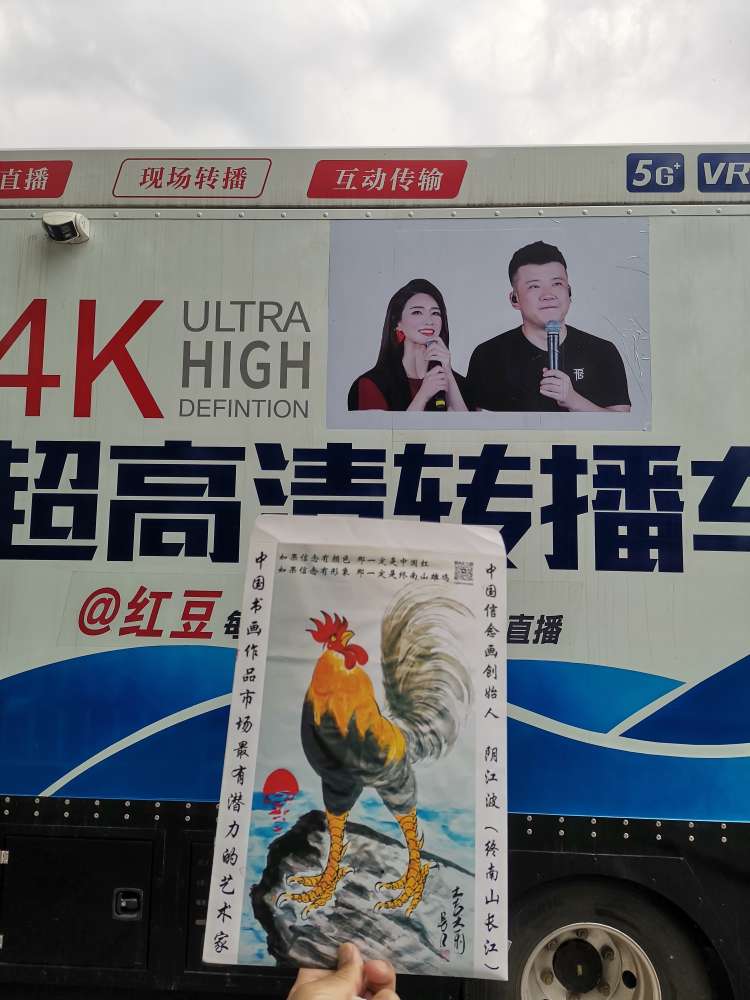 直播
现场转播
互动传输
5G+
VR
4K
ULTRA
HIGH
DEFINTION
超高清转播车
@红豆
直播
如果信念有颜色 那一定是中国红
如果信念有形象 那一定是终南山雄鸡
中国书画作品市场最有潜力的艺术家
中国信念画创始人 阴江波（终南山长江）